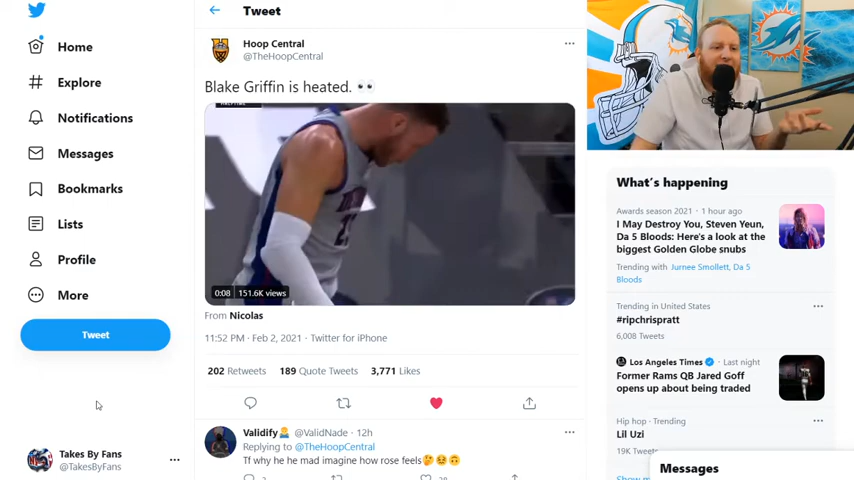 Home
Explore
Notifications
Messages
Bookmarks
Lists
Profile
More
Tweet
Takes By Fans
@TakesByFans
Tweet
Hoop Central
@TheHoopCentral
Blake Griffin is heated. 👀
0:08 151.6K views
From Nicolas
11:52 PM · Feb 2, 2021 · Twitter for iPhone
202 Retweets 189 Quote Tweets 3,771 Likes
Validify🤷 @ValidNade · 12h
Replying to @TheHoopCentral
Tf why he he mad imagine how rose feels🤔😣🙃
What's happening
Awards season 2021 · 1 hour ago
I May Destroy You, Steven Yeun,
Da 5 Bloods: Here's a look at the
biggest Golden Globe snubs
Trending with Jurnee Smollett, Da 5
Bloods
Trending in United States
#ripchrispratt
6,008 Tweets
Los Angeles Times · Last night
Former Rams QB Jared Goff
opens up about being traded
Hip hop · Trending
Lil Uzi
19K Tweets
Show
Messages